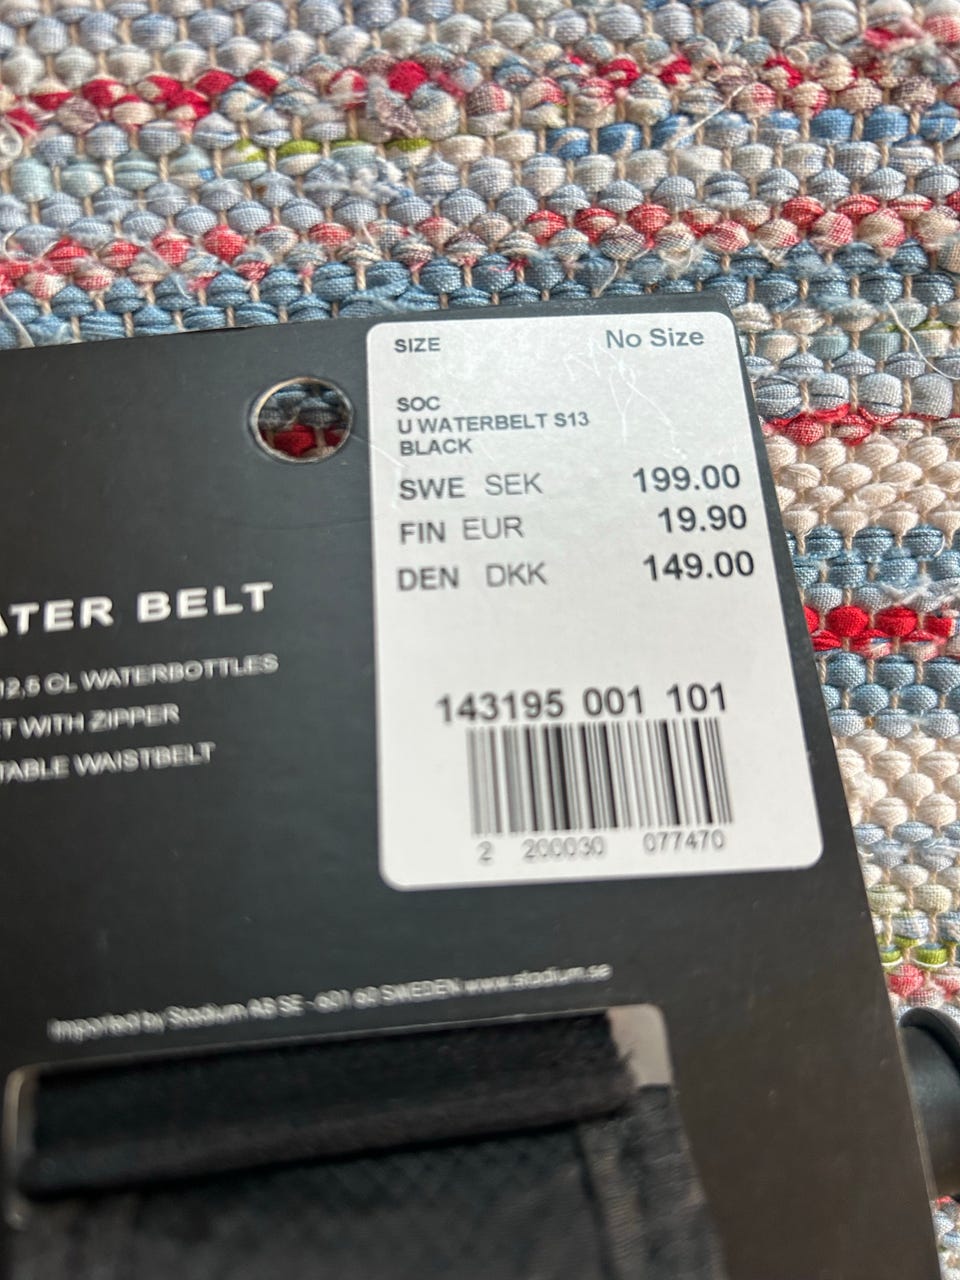 SIZE No Size
SOC
U WATERBELT S13
BLACK
SWE SEK 199.00
FIN EUR 19.90
DEN DKK 149.00
143195 001 101
2 200030 077470
ATER BELT
12,5 CL WATERBOTTLES
ET WITH ZIPPER
TABLE WAISTBELT
Imported by Stadium AB SE - 601 60 SWEDEN www.stadium.se